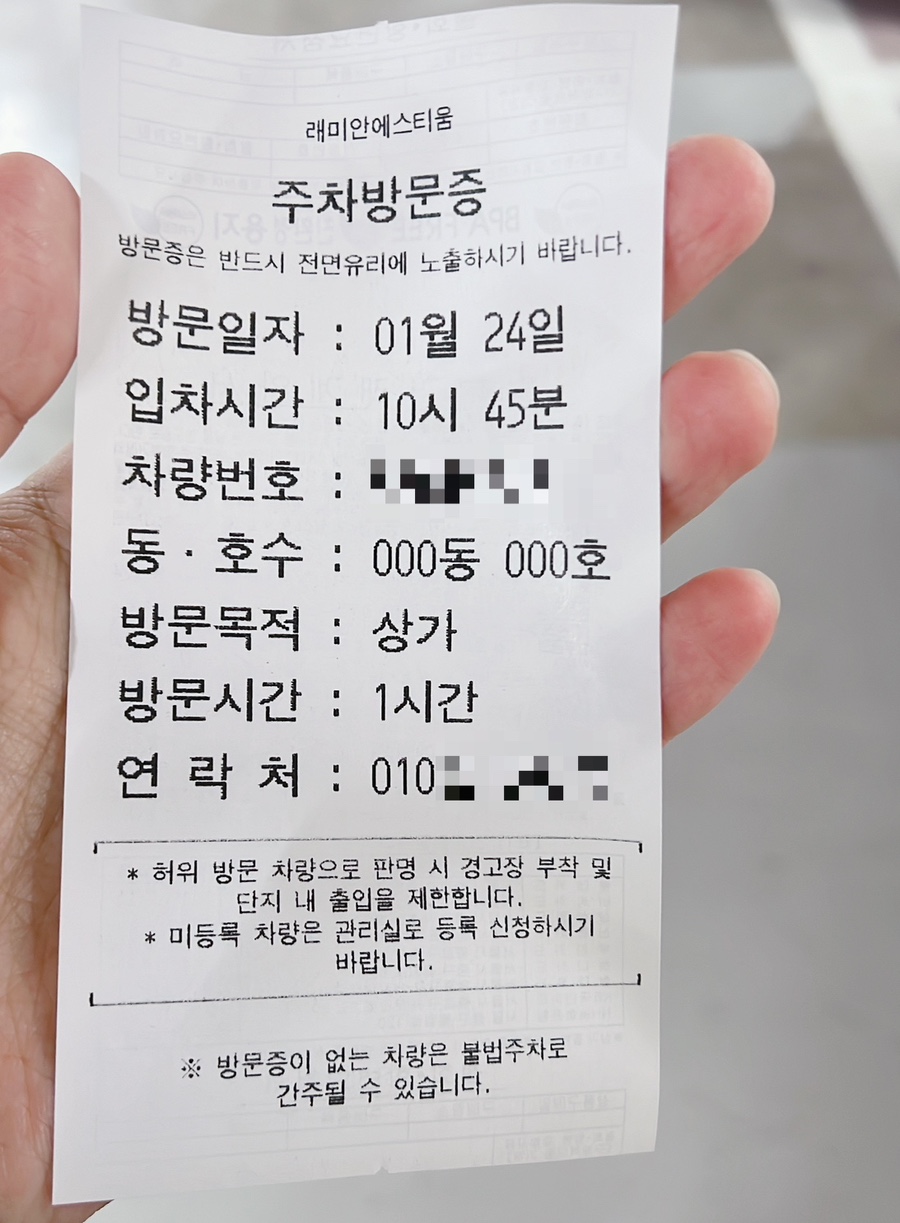 래미안에스티움
주차방문증
방문증은 반드시 전면유리에 노출하시기 바랍니다.
방문일자 : 01월 24일
입차시간 : 10시 45분
차량번호 :
동 · 호수 : 000동 000호
방문목적 : 상가
방문시간 : 1시간
연 락 처 : 010
* 허위 방문 차량으로 판명 시 경고장 부착 및
단지 내 출입을 제한합니다.
* 미등록 차량은 관리실로 등록 신청하시기
바랍니다.
※ 방문증이 없는 차량은 불법주차로
간주될 수 있습니다.